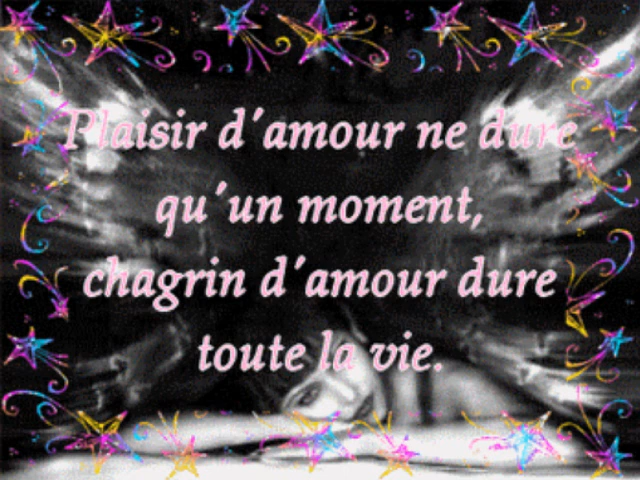 Plaisir d´amour ne dure
qu´un moment,
chagrin d´amour dure
toute la vie.